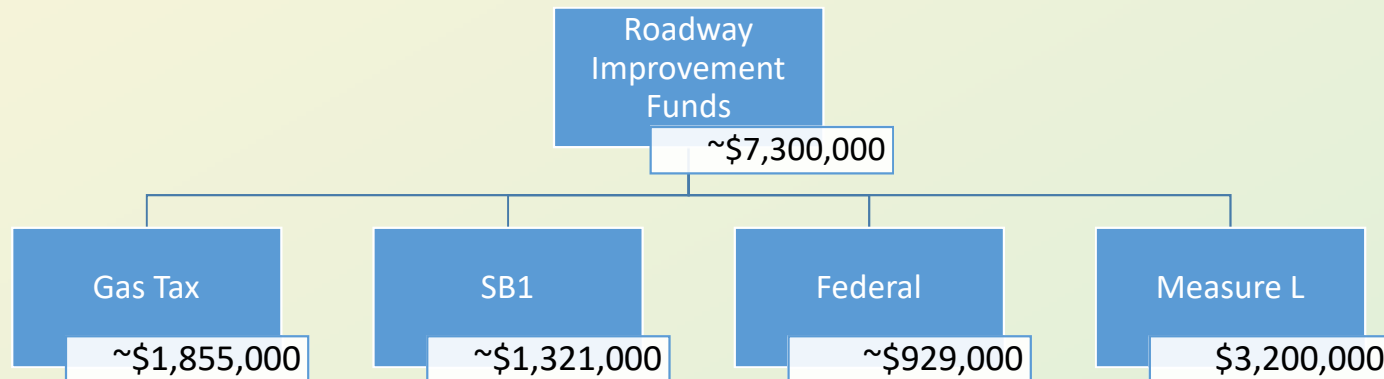 Roadway
Improvement
Funds
~$7,300,000
Gas Tax
~$1,855,000
SB1
~$1,321,000
Federal
~$929,000
Measure L
$3,200,000